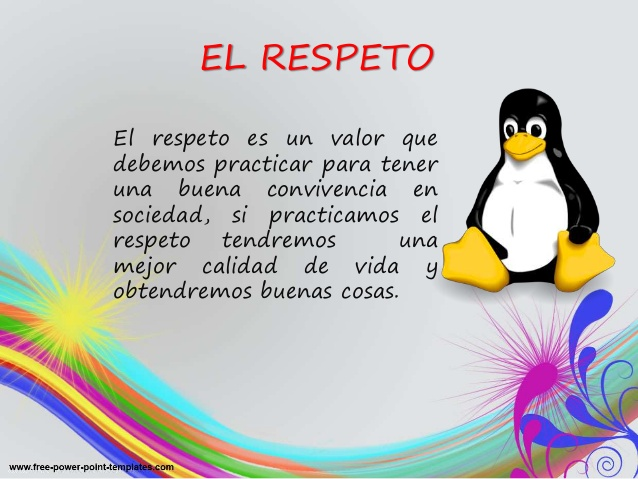 EL RESPETO
El respeto es un valor que
debemos practicar para tener
una buena convivencia en
sociedad, si practicamos el
respeto tendremos una
mejor calidad de vida y
obtendremos buenas cosas.
www.free-power-point-templates.com